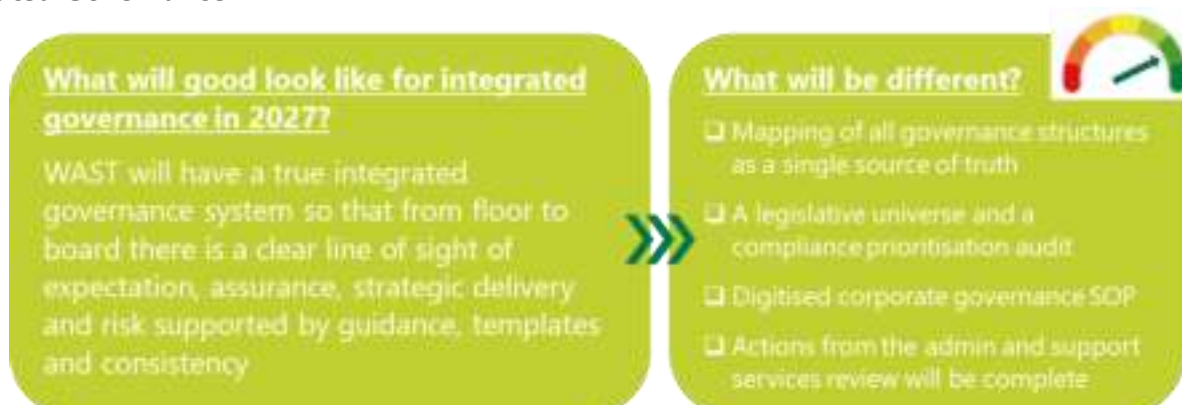 What will good look like for integrated
governance in 2027?
WAST will have a true integrated
governance system so that from floor to
board there is a clear line of sight of
expectation, assurance, strategic delivery
and risk supported by guidance, templates
and consistency
What will be different?
❑ Mapping of all governance structures
as a single source of truth
❑ A legislative universe and a
compliance prioritisation audit
❑ Digitised corporate governance SOP
❑ Actions from the admin and support
services review will be complete